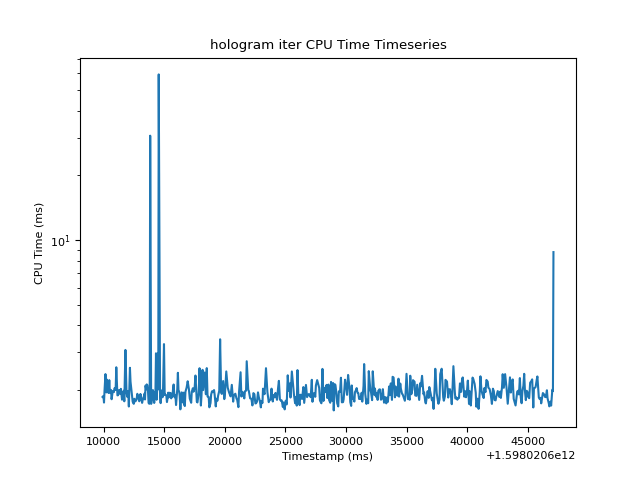 hologram iter CPU Time Timeseries
CPU Time (ms)
10¹
10000 15000 20000 25000 30000 35000 40000 45000
Timestamp (ms)
+1.5980206e12